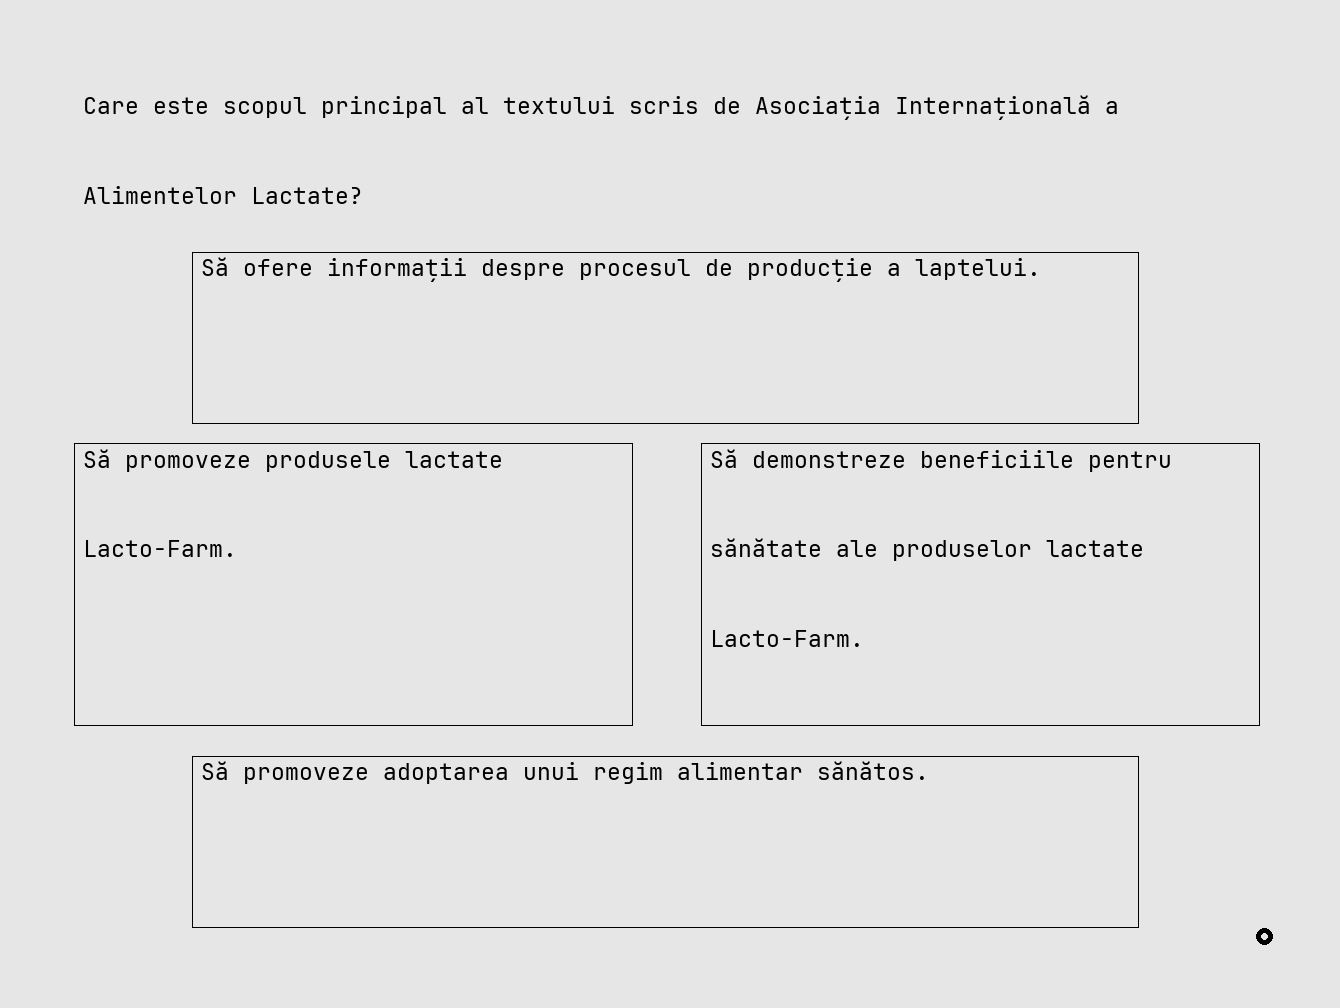 Care este scopul principal al textului scris de Asociația Internațională a
Alimentelor Lactate?
Să ofere informații despre procesul de producție a laptelui.
Să promoveze produsele lactate
Lacto-Farm.
Să demonstreze beneficiile pentru
sănătate ale produselor lactate
Lacto-Farm.
Să promoveze adoptarea unui regim alimentar sănătos.